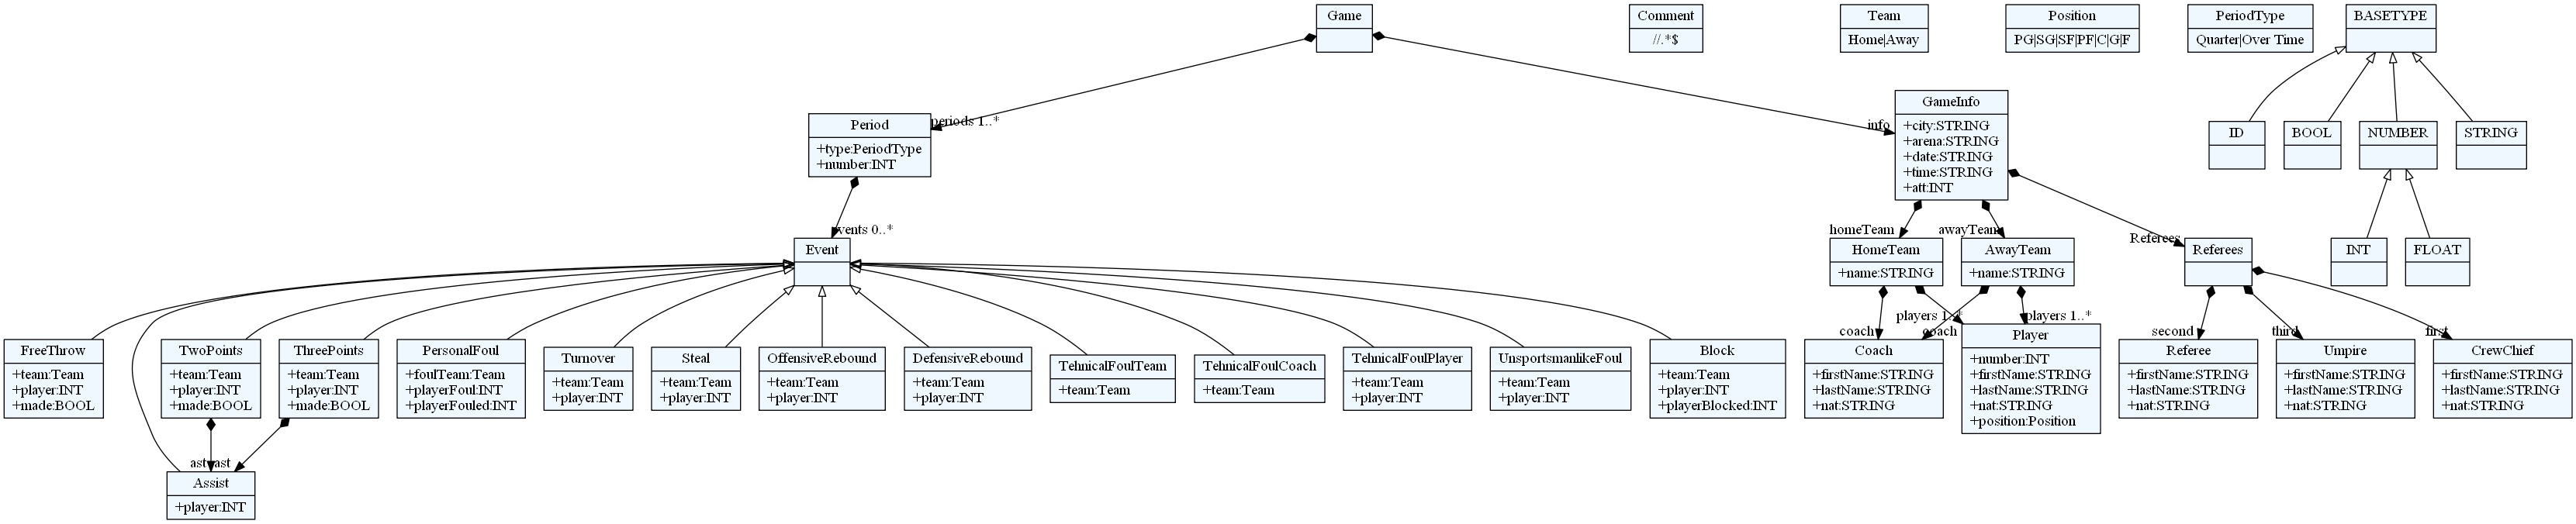 Game
Comment
//.*$
Team
Home|Away
Position
PG|SG|SF|PF|C|G|F
PeriodType
Quarter|Over Time
BASETYPE
Period
+type:PeriodType
+number:INT
periods 1..*
info
GameInfo
+city:STRING
+arena:STRING
+date:STRING
+time:STRING
+att:INT
ID
BOOL
NUMBER
STRING
vents 0..*
Event
homeTeam
HomeTeam
+name:STRING
awayTeam
AwayTeam
+name:STRING
Referees
Referees
INT
FLOAT
FreeThrow
+team:Team
+player:INT
+made:BOOL
TwoPoints
+team:Team
+player:INT
+made:BOOL
ThreePoints
+team:Team
+player:INT
+made:BOOL
PersonalFoul
+foulTeam:Team
+playerFoul:INT
+playerFouled:INT
Turnover
+team:Team
+player:INT
Steal
+team:Team
+player:INT
OffensiveRebound
+team:Team
+player:INT
DefensiveRebound
+team:Team
+player:INT
TehnicalFoulTeam
+team:Team
TehnicalFoulCoach
+team:Team
TehnicalFoulPlayer
+team:Team
+player:INT
UnsportsmanlikeFoul
+team:Team
+player:INT
Block
+team:Team
+player:INT
+playerBlocked:INT
coach
Coach
+firstName:STRING
+lastName:STRING
+nat:STRING
players 1..*
coach
players 1..*
Player
+number:INT
+firstName:STRING
+lastName:STRING
+nat:STRING
+position:Position
second
Referee
+firstName:STRING
+lastName:STRING
+nat:STRING
third
Umpire
+firstName:STRING
+lastName:STRING
+nat:STRING
first
CrewChief
+firstName:STRING
+lastName:STRING
+nat:STRING
ast
ast
Assist
+player:INT